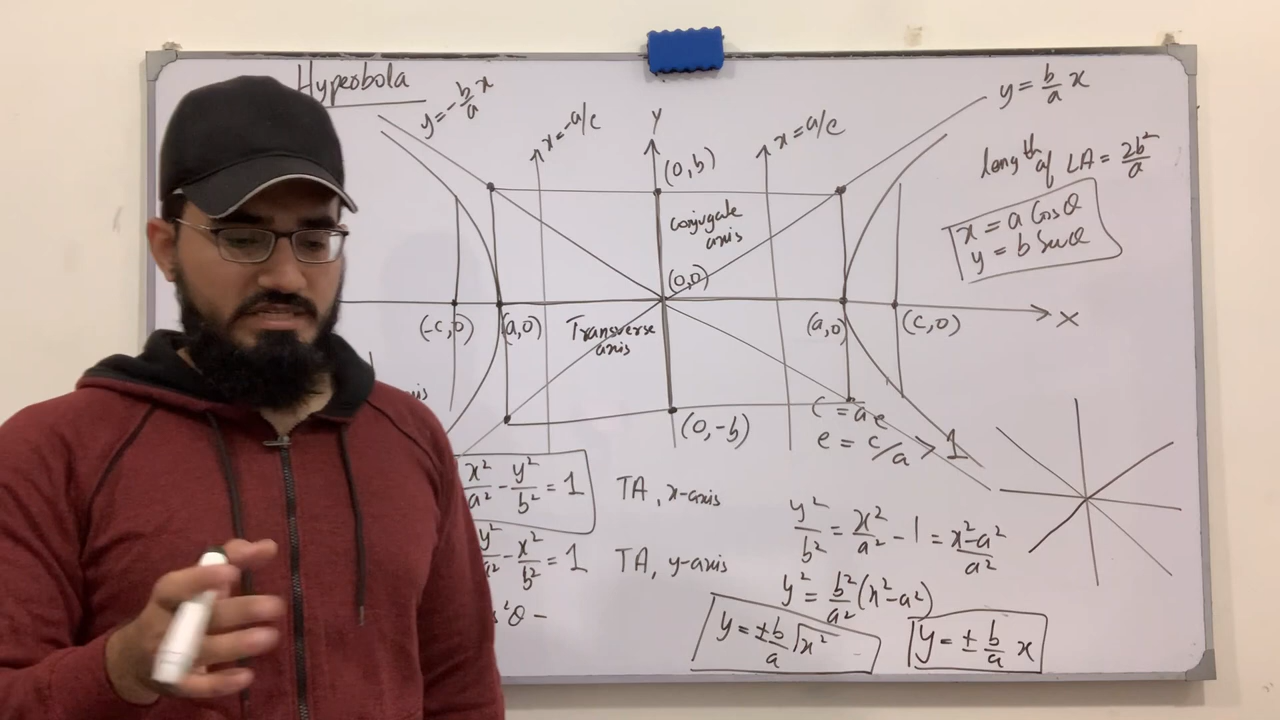 Hyperbola
y = -b/a x
x = -a/e
Y
x = a/e
y = b/a x
(0,b)
length of LA = 2b²/a
conjugate
axis
x = a Cosθ
y = b Sinθ
(0,0)
(-c,0)
(a,0)
Transverse
axis
(a,0)
(c,0)
X
(0,-b)
c = ae
e = c/a > 1
x²/a² - y²/b² = 1
TA, x-axis
y²/a² - x²/b² = 1
TA, y-axis
²θ -
y²/b² = x²/a² - 1 = x²-a²/a²
y² = b²/a² (x²-a²)
y = ±b/a √x²
y = ± b/a x